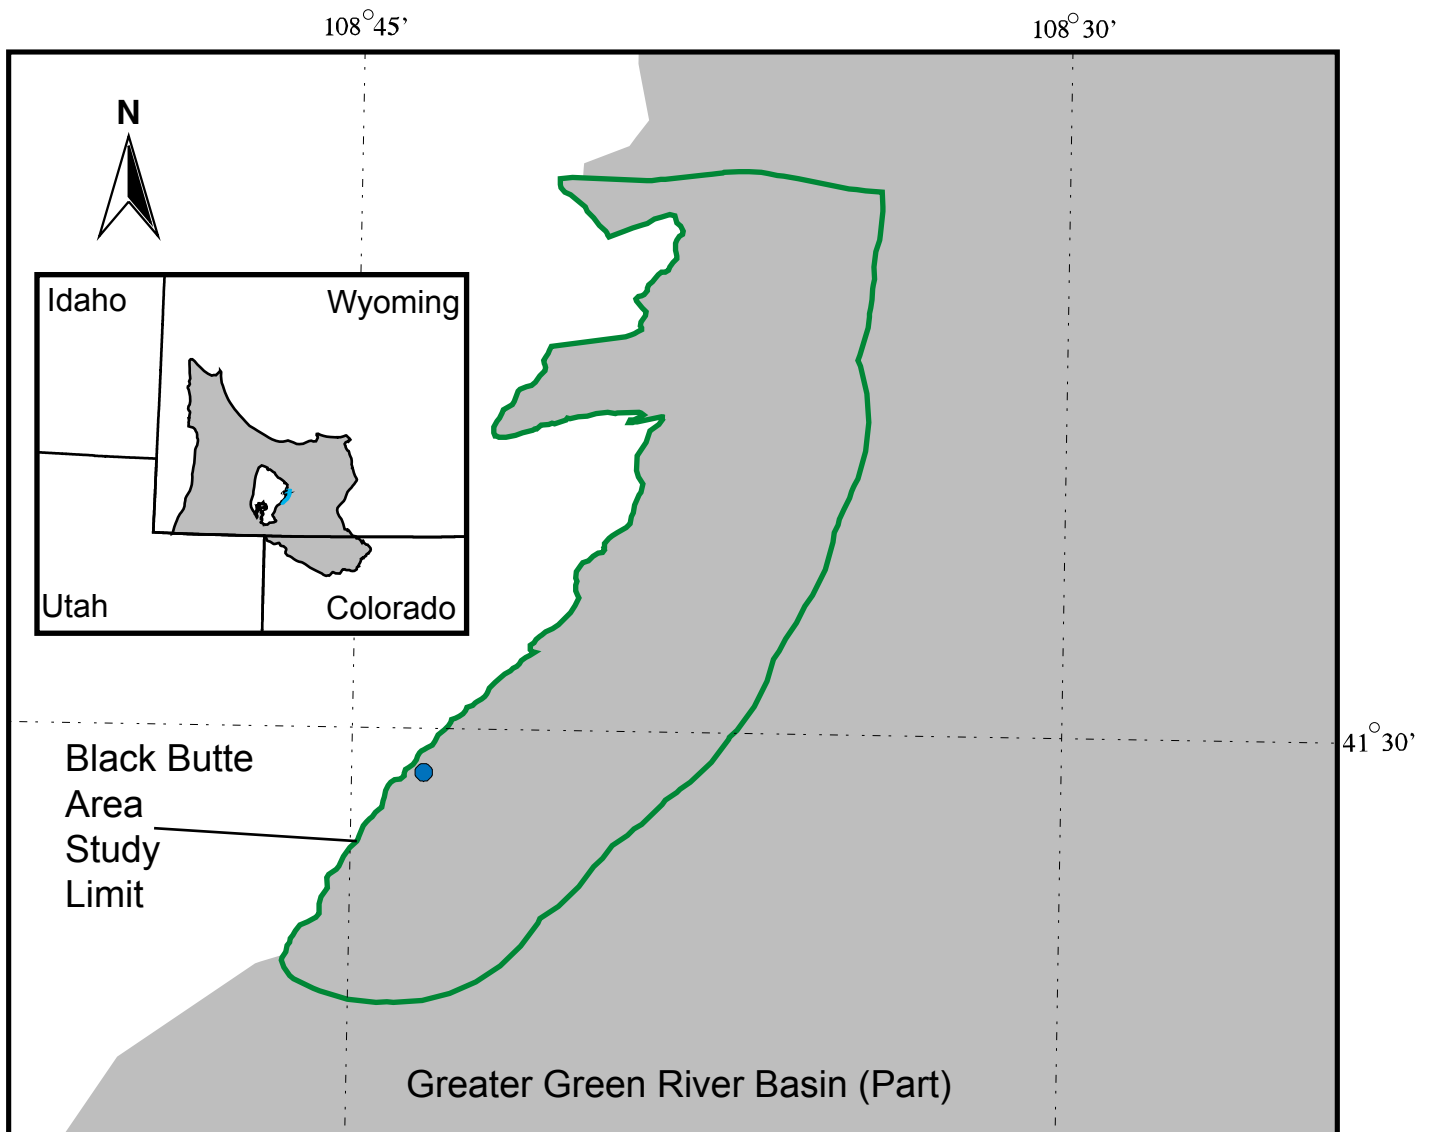 108°45’
108°30’
N
Idaho
Wyoming
Utah
Colorado
41°30’
Black Butte
Area
Study
Limit
Greater Green River Basin (Part)